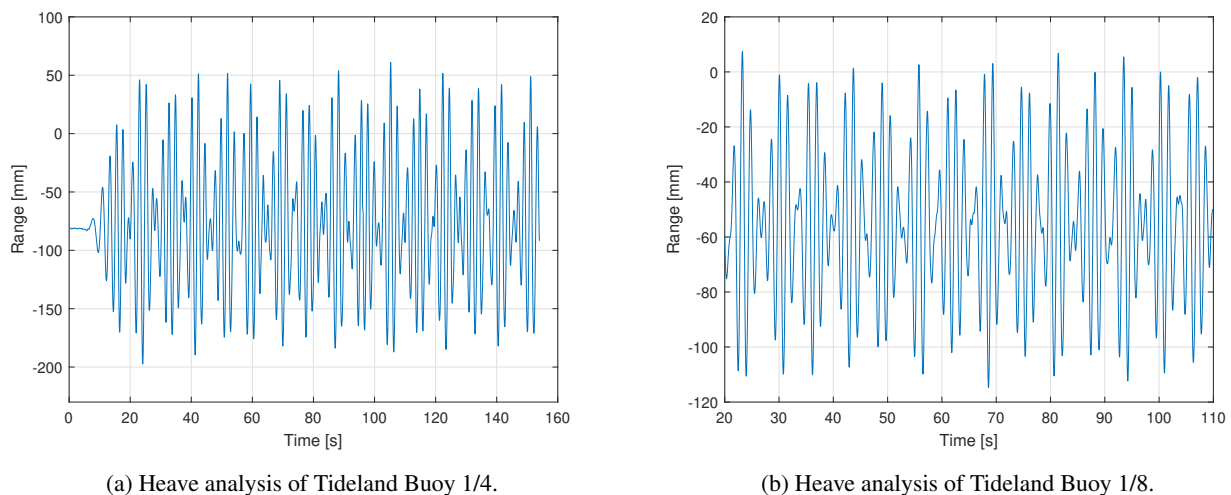 100
50
0
-50
-100
-150
-200
Range [mm]
0 20 40 60 80 100 120 140 160
Time [s]
(a) Heave analysis of Tideland Buoy 1/4.
20
0
-20
-40
-60
-80
-100
-120
Range [mm]
20 30 40 50 60 70 80 90 100 110
Time [s]
(b) Heave analysis of Tideland Buoy 1/8.